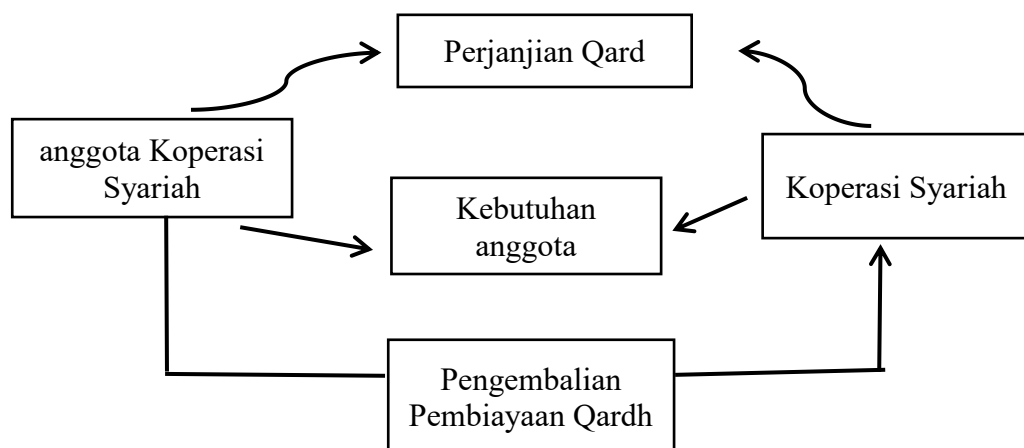 Perjanjian Qard
anggota Koperasi
Syariah
Koperasi Syariah
Kebutuhan
anggota
Pengembalian
Pembiayaan Qardh